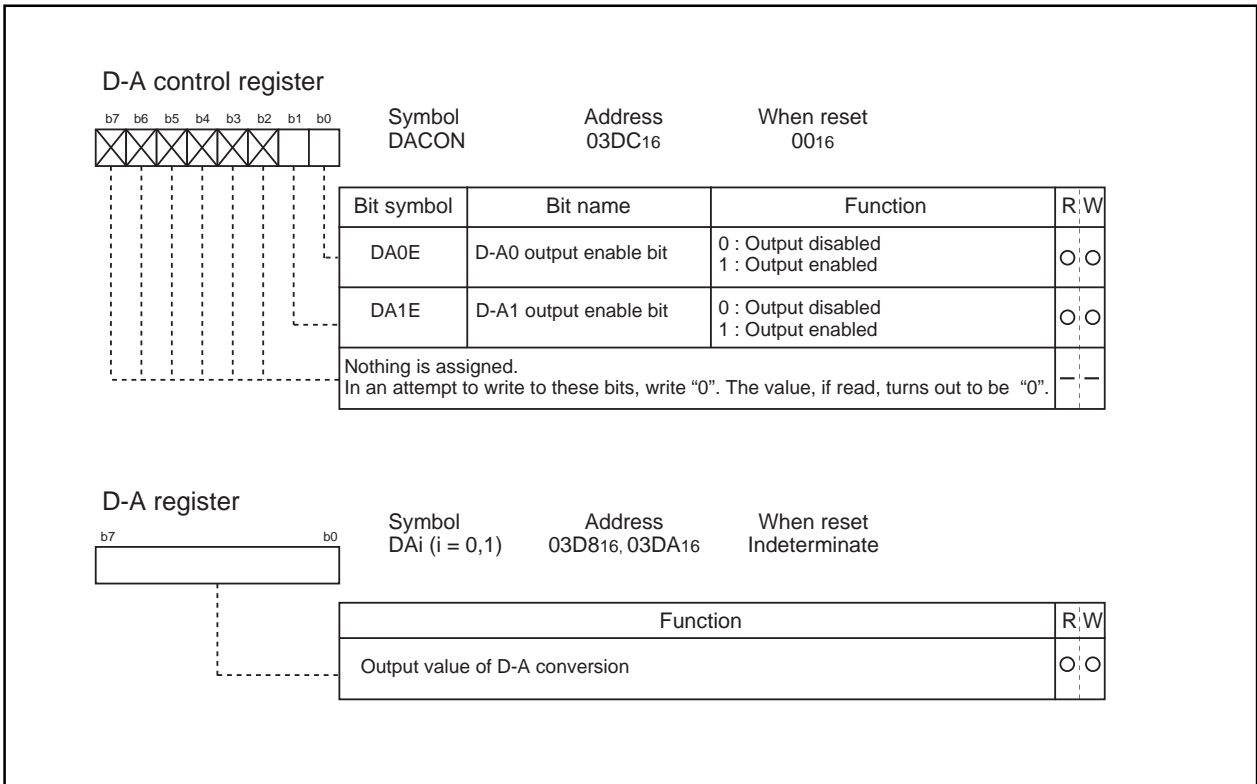 D-A control register
b7 b6 b5 b4 b3 b2 b1 b0
Symbol Address When reset
DACON 03DC16 0016
Bit symbol Bit name Function R W
DA0E D-A0 output enable bit 0 : Output disabled
1 : Output enabled
DA1E D-A1 output enable bit 0 : Output disabled
1 : Output enabled
Nothing is assigned.
In an attempt to write to these bits, write “0”. The value, if read, turns out to be “0”.
D-A register
b7 b0
Symbol Address When reset
DAi (i = 0,1) 03D816, 03DA16 Indeterminate
Function R W
Output value of D-A conversion